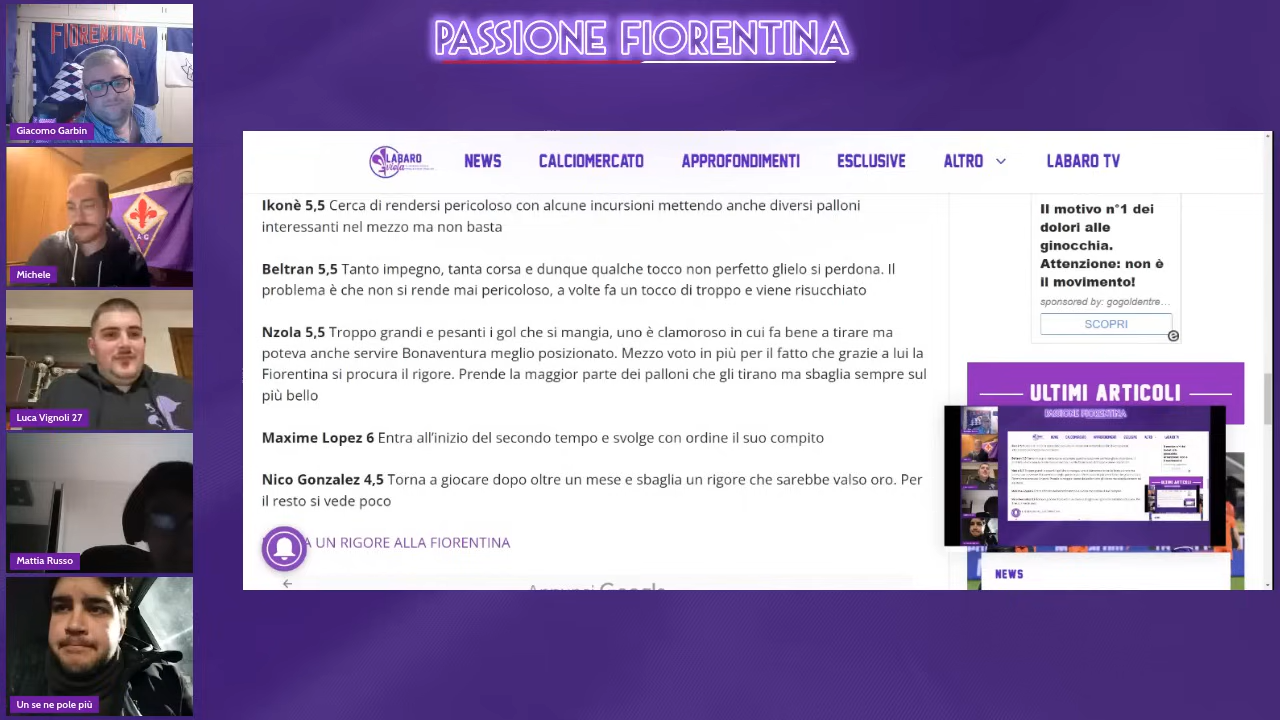 PASSIONE FIORENTINA
FIORENTINA
Giacomo Garbin
Michele
Luca Vignoli 27
Mattia Russo
Un se ne pole più
LABARO
NEWS
CALCIOMERCATO
APPROFONDIMENTI
ESCLUSIVE
ALTRO
LABARO TV
Ikonè 5,5 Cerca di rendersi pericoloso con alcune incursioni mettendo anche diversi palloni
interessanti nel mezzo ma non basta
Beltran 5,5 Tanto impegno, tanta corsa e dunque qualche tocco non perfetto glielo si perdona. Il
problema è che non si rende mai pericoloso, a volte fa un tocco di troppo e viene risucchiato
Nzola 5,5 Troppo grandi e pesanti i gol che si mangia, uno è clamoroso in cui fa bene a tirare ma
poteva anche servire Bonaventura meglio posizionato. Mezzo voto in più per il fatto che grazie a lui la
Fiorentina si procura il rigore. Prende la maggior parte dei palloni che gli tirano ma sbaglia sempre sul
più bello
Maxime Lopez 6 Entra all'inizio del secondo tempo e svolge con ordine il suo compito
Nico Gonzalez 4,5 Torna a giocare dopo oltre un mese e sbaglia un rigore che sarebbe valso oro. Per
il resto si vede poco
A UN RIGORE ALLA FIORENTINA
Annunci Google
Il motivo n°1 dei
dolori alle
ginocchia.
Attenzione: non è
il movimento!
sponsored by: gogoldentre...
SCOPRI
ULTIMI ARTICOLI
PASSIONE FIORENTINA
NEWS